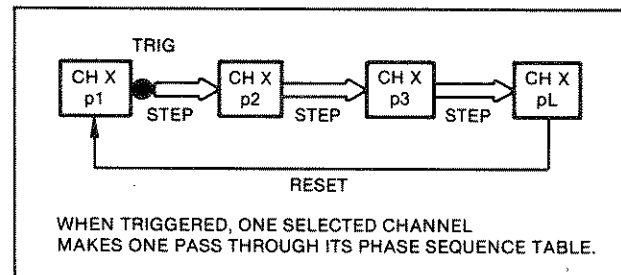 TRIG
CH X CH X CH X CH X
p1 p2 p3 pL
STEP STEP STEP
RESET
WHEN TRIGGERED, ONE SELECTED CHANNEL
MAKES ONE PASS THROUGH ITS PHASE SEQUENCE TABLE.